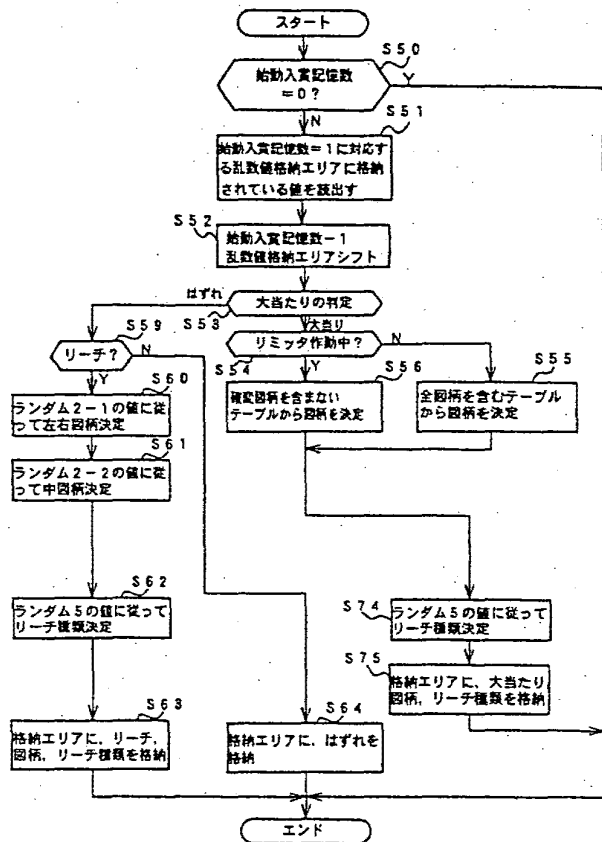 スタート
S50
始動入賞記憶数
=0?
Y
N
S51
始動入賞記憶数=1に対応す
る乱数値格納エリアに格納
されている値を読出す
S52
始動入賞記憶数-1
乱数値格納エリアシフト
はずれ
大当たりの判定
S53
大当り
S59
リーチ?
N
Y
リミッタ作動中?
N
S54
Y
S56
確変図柄を含まない
テーブルから図柄を決定
S55
全図柄を含むテーブル
から図柄を決定
S60
ランダム2-1の値に従
って左右図柄決定
S61
ランダム2-2の値に従
って中図柄決定
S62
ランダム5の値に従って
リーチ種類決定
S74
ランダム5の値に従って
リーチ種類決定
S75
格納エリアに、大当たり
図柄,リーチ種類を格納
S63
格納エリアに,リーチ,
図柄,リーチ種類を格納
S64
格納エリアに、はずれを
格納
エンド